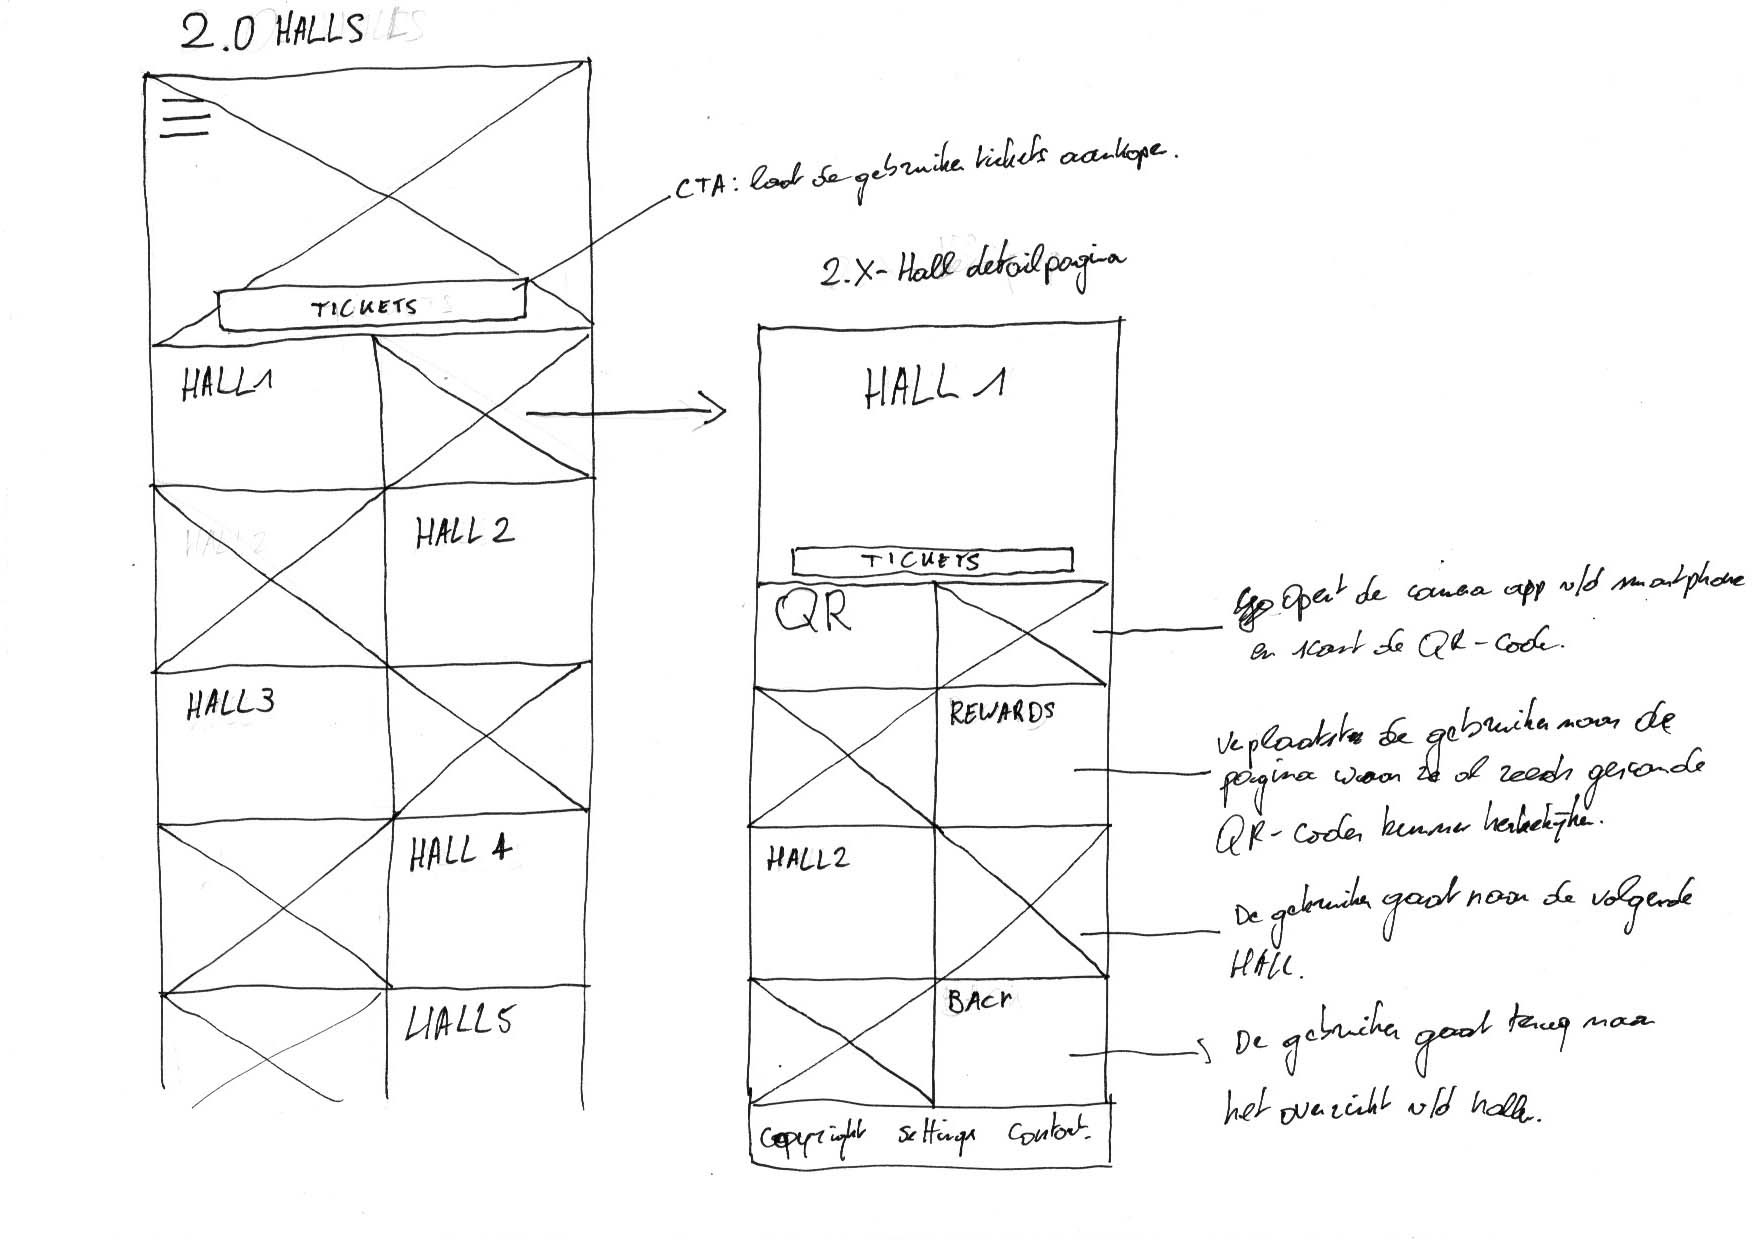 2.0 HALLS
TICKETS
HALL1
HALL 2
HALL3
HALL 4
HALL5
CTA: laat de gebruiker tickets aankope.
2.X- Hall detailpagina
HALL 1
TICKETS
QR
REWARDS
HALL2
BACK
Copyright Settings Contact.
Opent de camera app v/d smartphone
en scant de QR-code.
Verplaatst de gebruiker naar de
pagina waar ze al reeds gescande
QR-codes kunnen herbekijken.
De gebruiker gaat naar de volgende
HALL.
De gebruiker gaat terug naar
het overzicht v/d hallen.